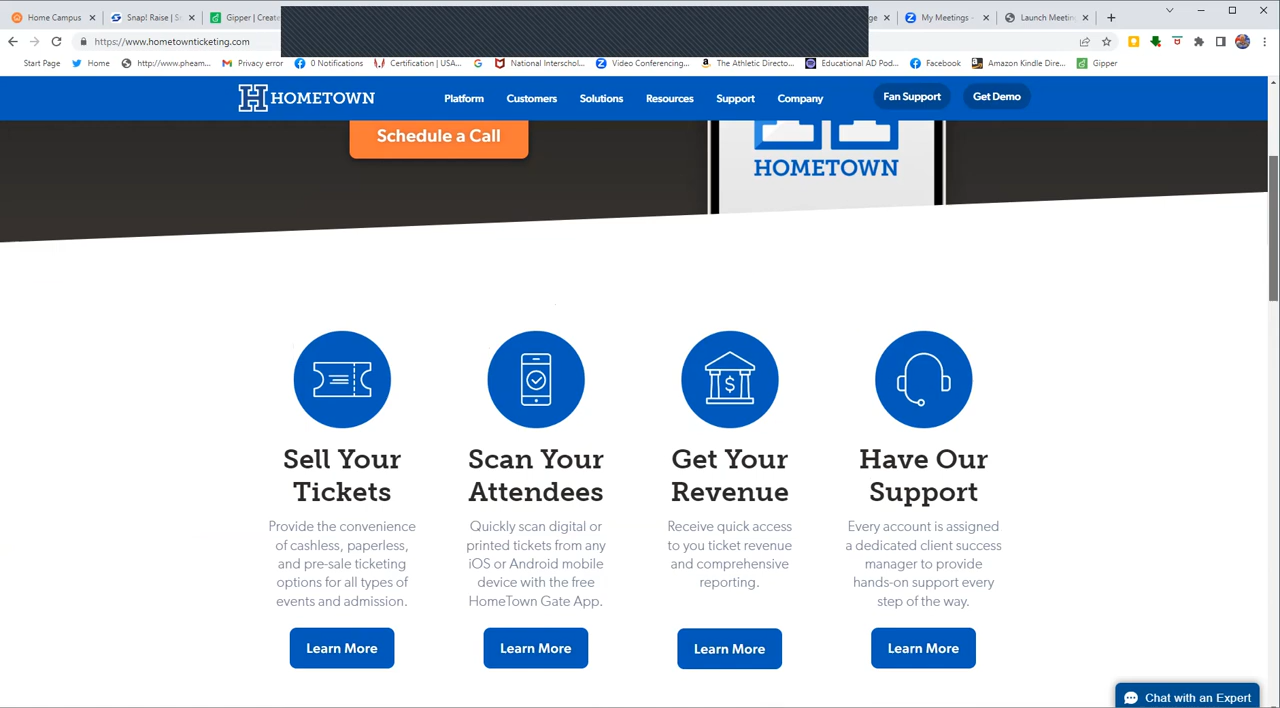 Home Campus
Snap! Raise | S
Gipper | Create
ge
My Meetings -
Launch Meetin
https://www.hometownticketing.com
Start Page
Home
http://www.pheam...
Privacy error
0 Notifications
Certification | USA...
G
National Interschol...
Video Conferencing...
The Athletic Directo...
Educational AD Pod...
Facebook
Amazon Kindle Dire...
Gipper
HOMETOWN
Platform
Customers
Solutions
Resources
Support
Company
Fan Support
Get Demo
Schedule a Call
HOMETOWN
Sell Your
Tickets
Provide the convenience
of cashless, paperless,
and pre-sale ticketing
options for all types of
events and admission.
Learn More
Scan Your
Attendees
Quickly scan digital or
printed tickets from any
iOS or Android mobile
device with the free
HomeTown Gate App.
Learn More
Get Your
Revenue
Receive quick access
to you ticket revenue
and comprehensive
reporting.
Learn More
Have Our
Support
Every account is assigned
a dedicated client success
manager to provide
hands-on support every
step of the way.
Learn More
Chat with an Expert